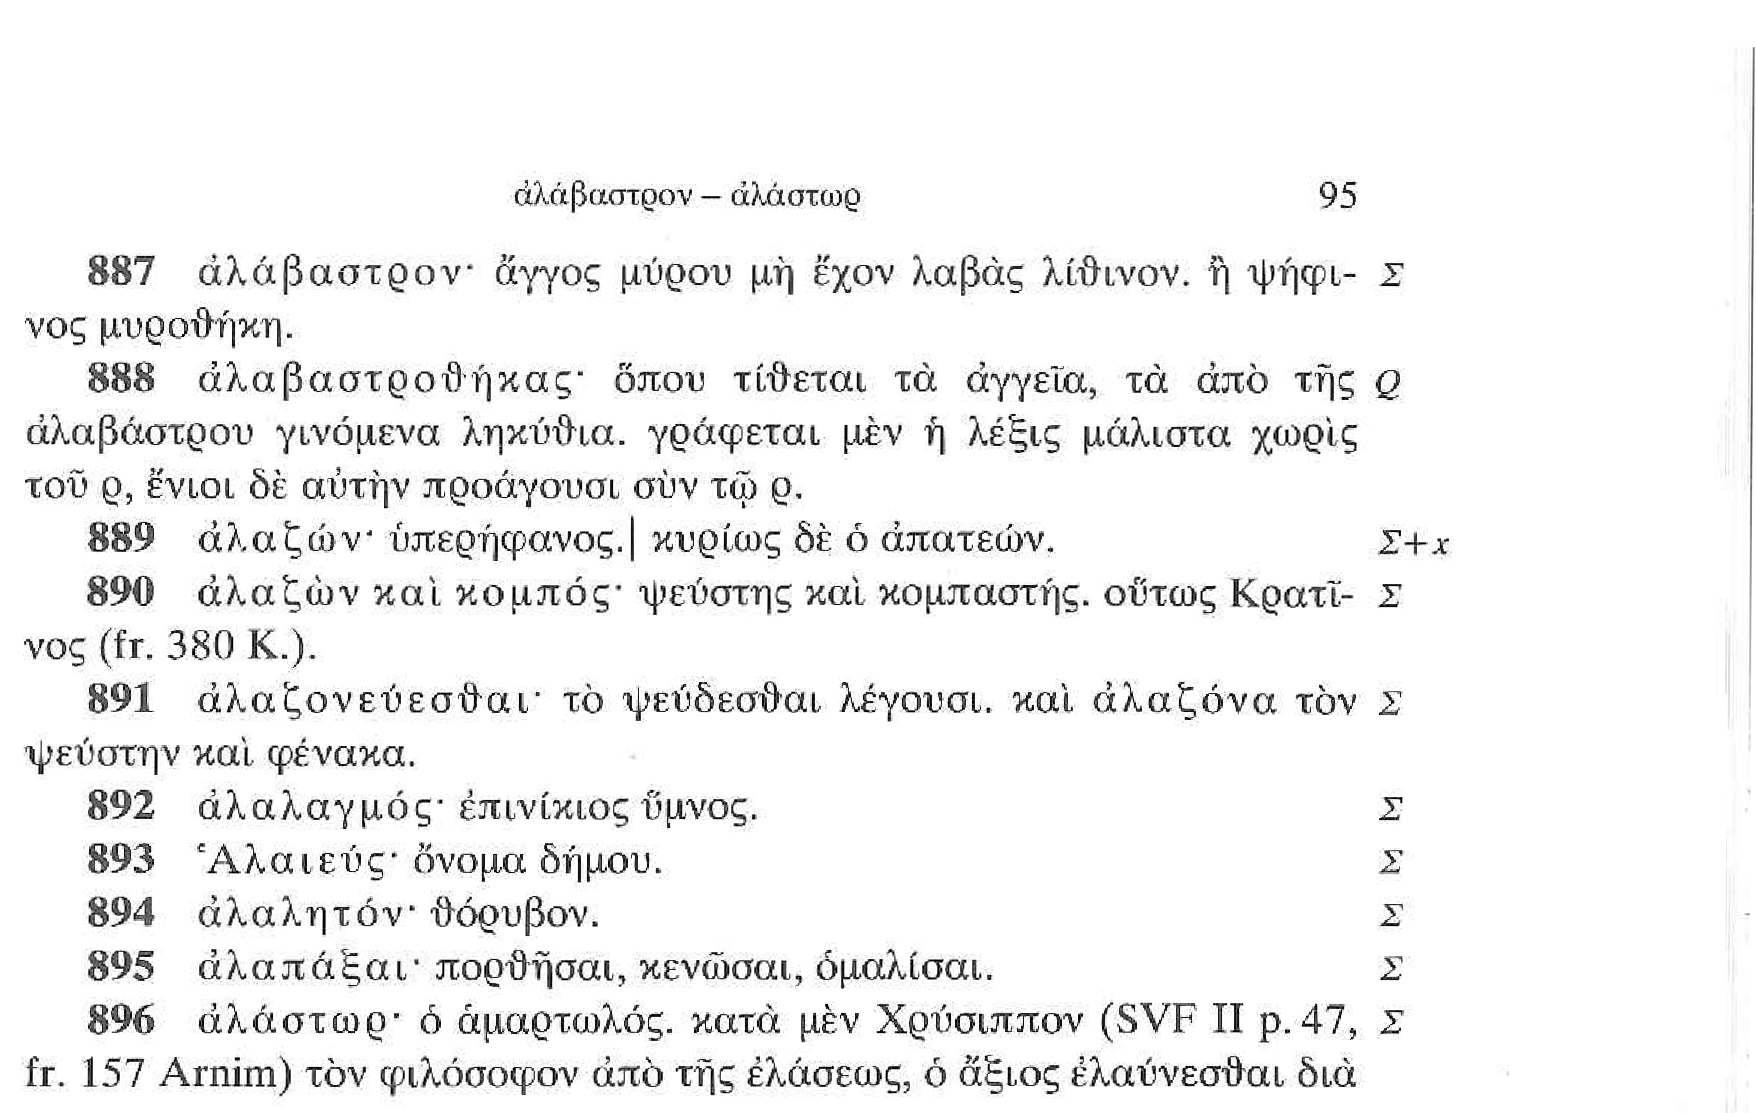 ἀλάβαστρον – ἀλάστωρ 95
887 ἀλάβαστρον· ἄγγος μύρου μὴ ἔχον λαβὰς λίθινον. ἢ ψήφι- Σ
νος μυροθήκη.
888 ἀλαβαστροθήκας· ὅπου τίθεται τὰ ἀγγεῖα, τὰ ἀπὸ τῆς Q
ἀλαβάστρου γινόμενα ληκύθια. γράφεται μὲν ἡ λέξις μάλιστα χωρὶς
τοῦ ρ, ἔνιοι δὲ αὐτὴν προάγουσι σὺν τῷ ρ.
889 ἀλαζών· ὑπερήφανος.| κυρίως δὲ ὁ ἀπατεών. Σ+x
890 ἀλαζὼν καὶ κομπός· ψεύστης καὶ κομπαστής. οὕτως Κρατῖ- Σ
νος (fr. 380 K.).
891 ἀλαζονεύεσθαι· τὸ ψεύδεσθαι λέγουσι. καὶ ἀλαζόνα τὸν Σ
ψεύστην καὶ φένακα.
892 ἀλαλαγμός· ἐπινίκιος ὕμνος. Σ
893 Ἁλαιεύς· ὄνομα δήμου. Σ
894 ἀλαλητόν· θόρυβον. Σ
895 ἀλαπάξαι· πορθῆσαι, κενῶσαι, ὁμαλίσαι. Σ
896 ἀλάστωρ· ὁ ἁμαρτωλός. κατὰ μὲν Χρύσιππον (SVF II p. 47, Σ
fr. 157 Arnim) τὸν φιλόσοφον ἀπὸ τῆς ἐλάσεως, ὁ ἄξιος ἐλαύνεσθαι διὰ